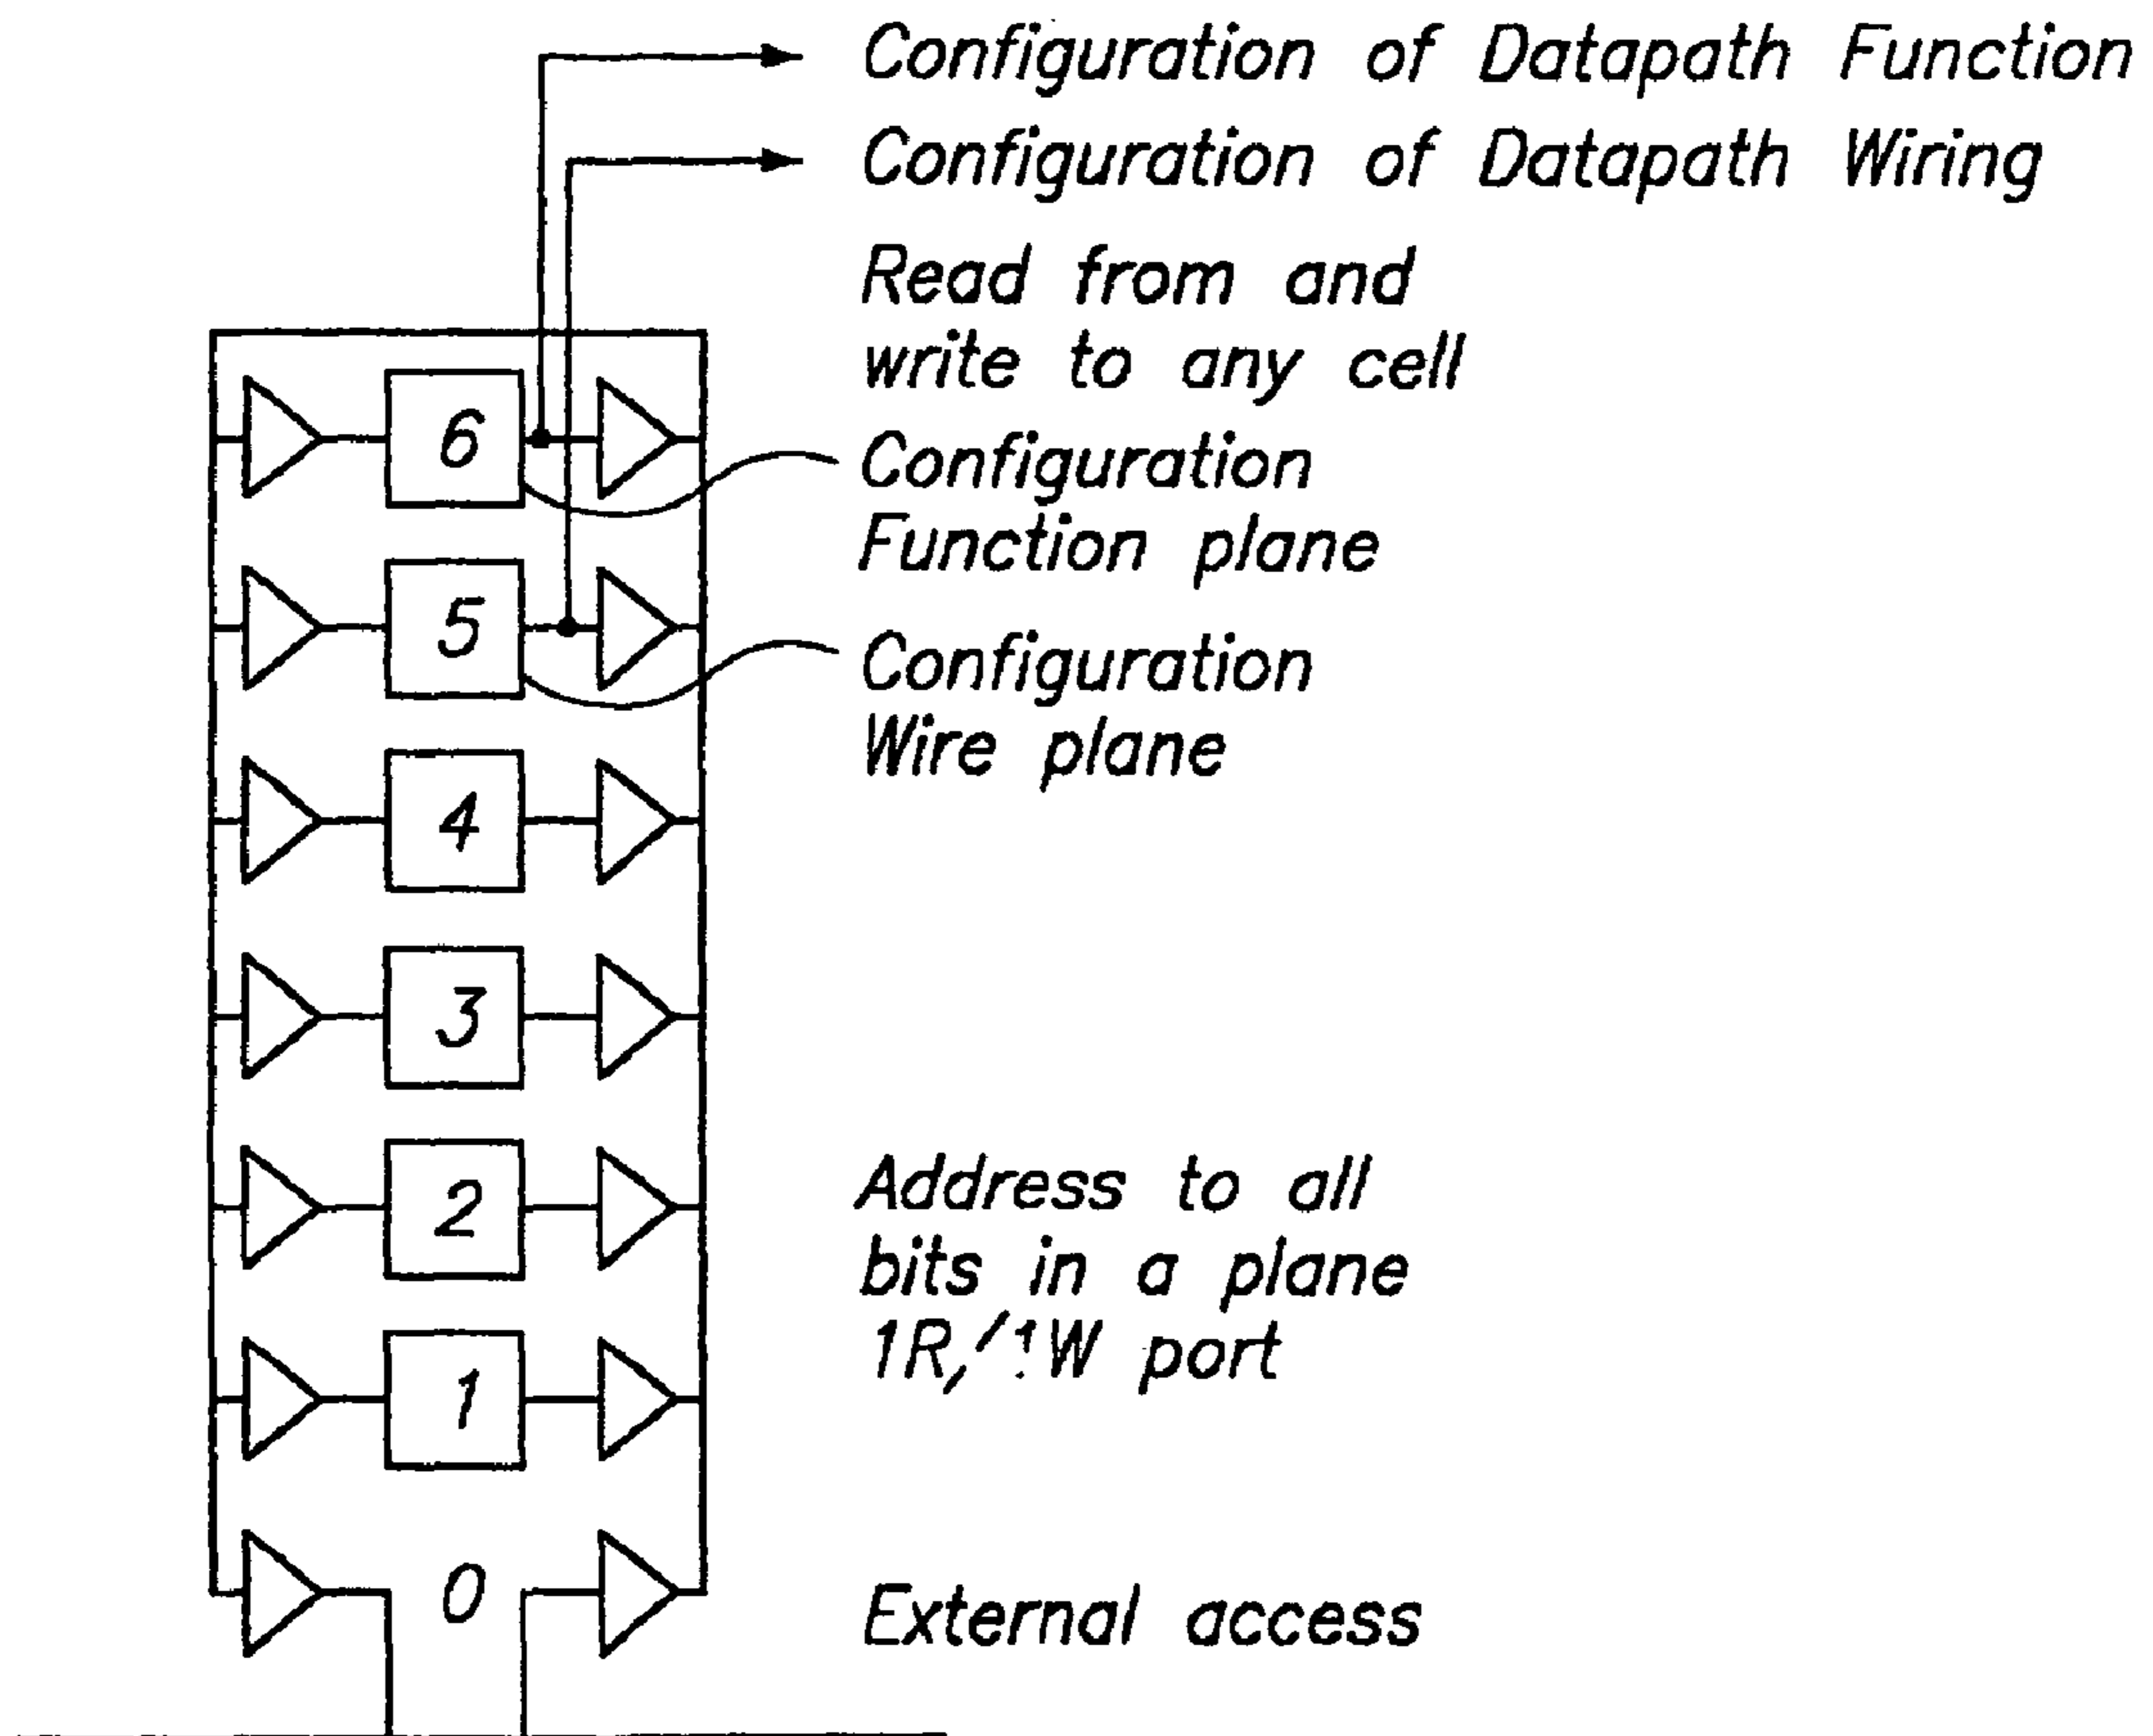 Configuration of Datapath Function
Configuration of Datapath Wiring
Read from and
write to any cell
6
Configuration
Function plane
5
Configuration
Wire plane
4
3
2
Address to all
bits in a plane
1R/1W port
1
0
External access